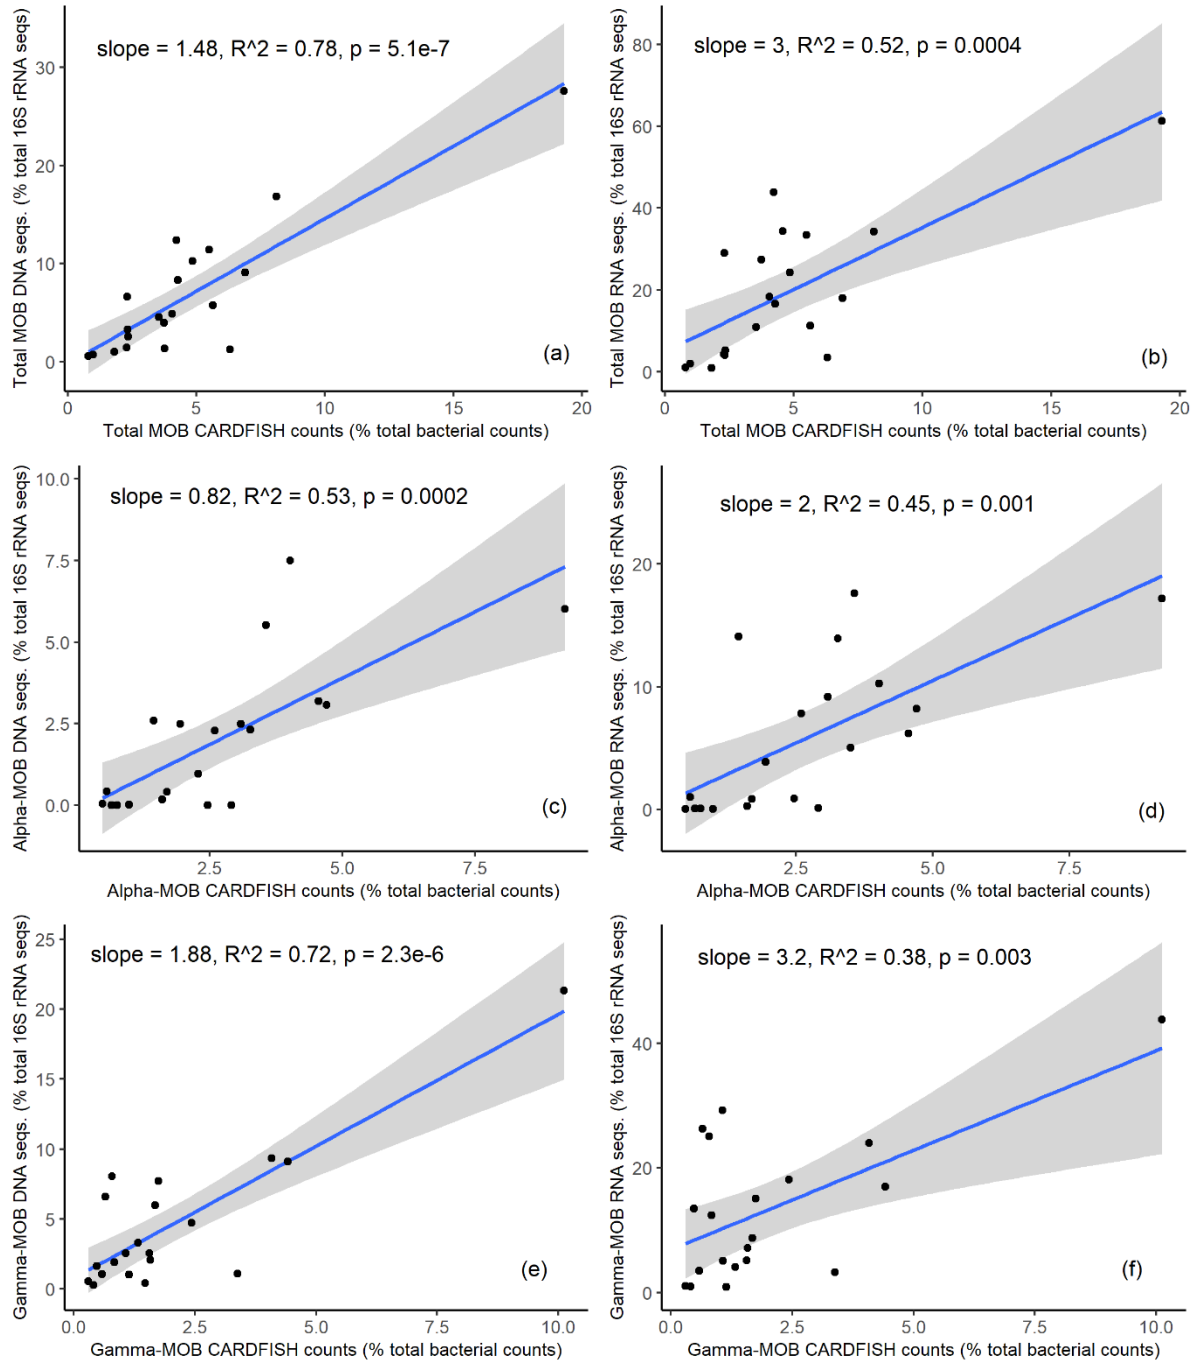 slope = 1.48, R^2 = 0.78, p = 5.1e-7
Total MOB DNA seqs. (% total 16S rRNA seqs)
30
20
10
0
(a)
0 5 10 15 20
Total MOB CARDFISH counts (% total bacterial counts)
slope = 3, R^2 = 0.52, p = 0.0004
Total MOB RNA seqs. (% total 16S rRNA seqs)
80
60
40
20
0
(b)
0 5 10 15 20
Total MOB CARDFISH counts (% total bacterial counts)
slope = 0.82, R^2 = 0.53, p = 0.0002
Alpha-MOB DNA seqs. (% total 16S rRNA seqs)
10.0
7.5
5.0
2.5
0.0
(c)
2.5 5.0 7.5
Alpha-MOB CARDFISH counts (% total bacterial counts)
slope = 2, R^2 = 0.45, p = 0.001
Alpha-MOB RNA seqs. (% total 16S rRNA seqs)
20
10
0
(d)
2.5 5.0 7.5
Alpha-MOB CARDFISH counts (% total bacterial counts)
slope = 1.88, R^2 = 0.72, p = 2.3e-6
Gamma-MOB DNA seqs. (% total 16S rRNA seqs)
25
20
15
10
5
0
(e)
0.0 2.5 5.0 7.5 10.0
Gamma-MOB CARDFISH counts (% total bacterial counts)
slope = 3.2, R^2 = 0.38, p = 0.003
Gamma-MOB RNA seqs. (% total 16S rRNA seqs)
40
20
0
(f)
0.0 2.5 5.0 7.5 10.0
Gamma-MOB CARDFISH counts (% total bacterial counts)